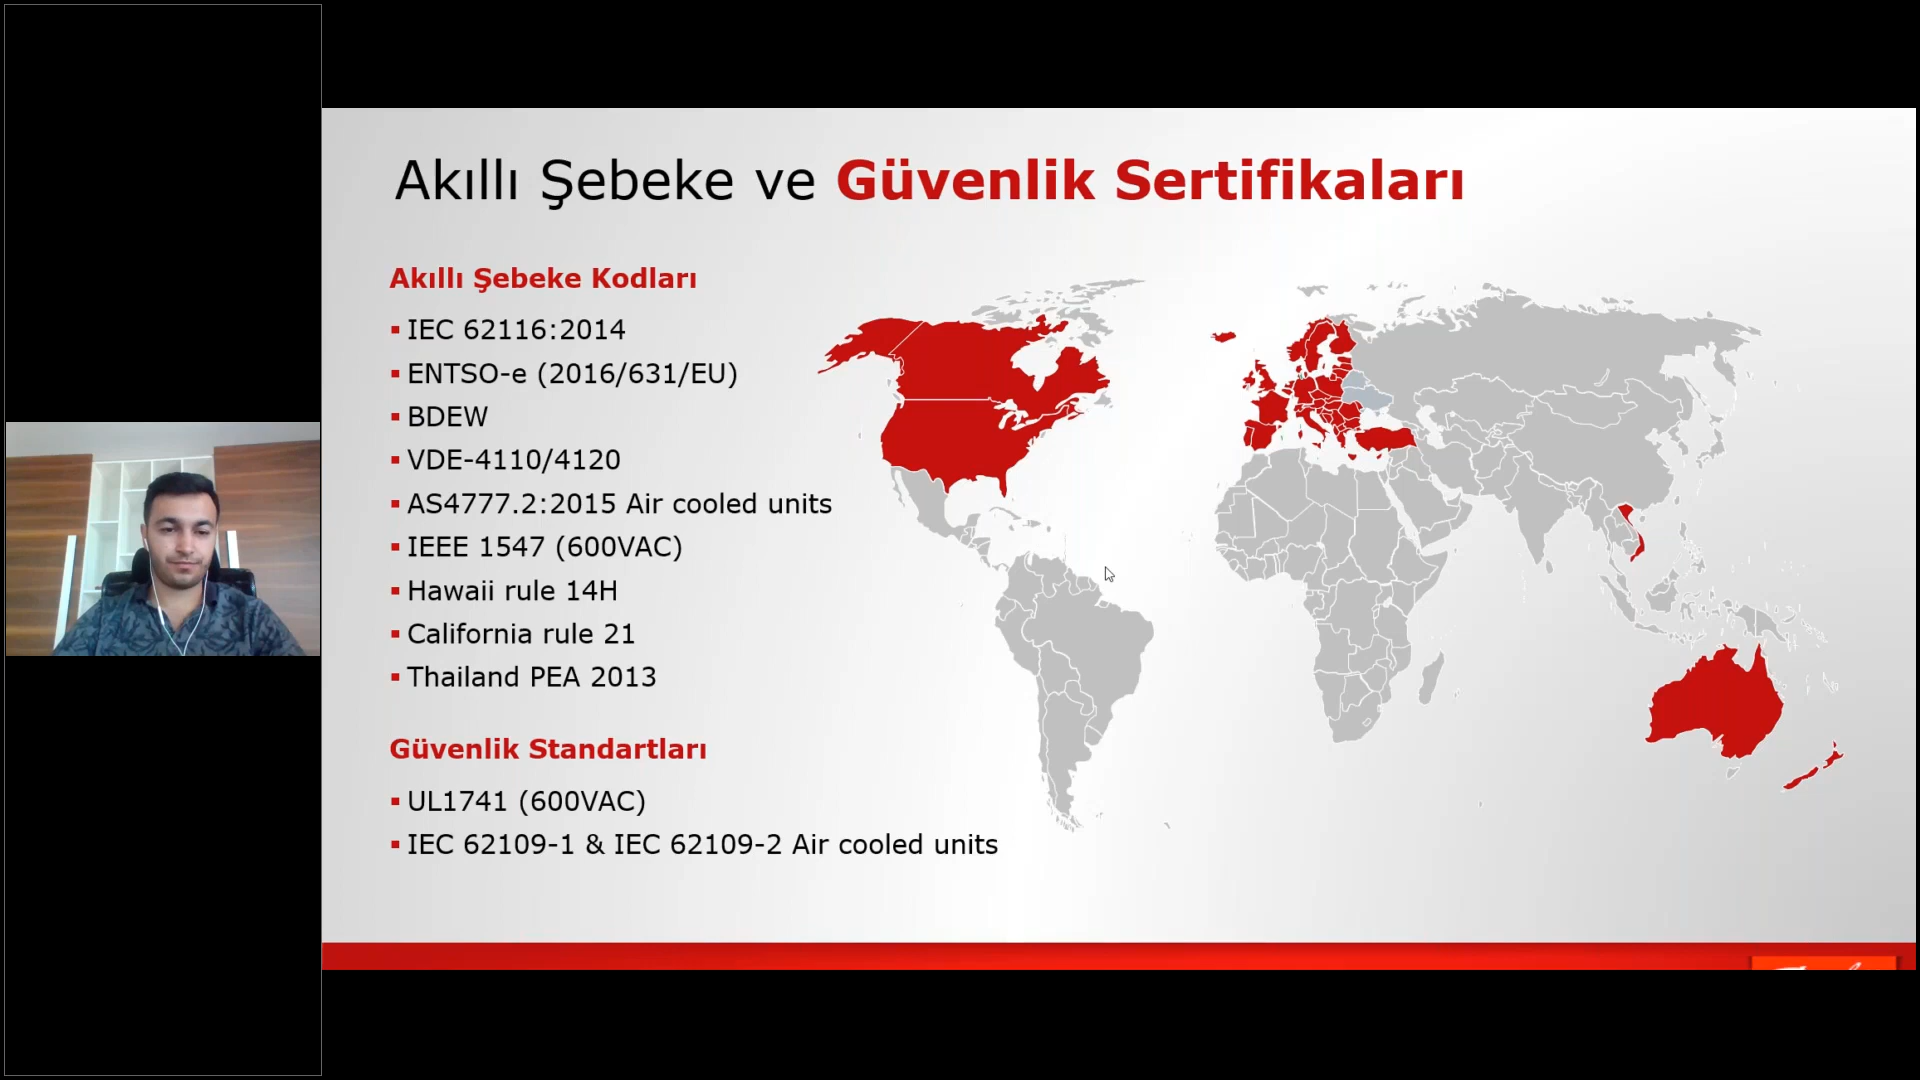 Akıllı Şebeke ve Güvenlik Sertifikaları
Akıllı Şebeke Kodları
IEC 62116:2014
ENTSO-e (2016/631/EU)
BDEW
VDE-4110/4120
AS4777.2:2015 Air cooled units
IEEE 1547 (600VAC)
Hawaii rule 14H
California rule 21
Thailand PEA 2013
Güvenlik Standartları
UL1741 (600VAC)
IEC 62109-1 & IEC 62109-2 Air cooled units